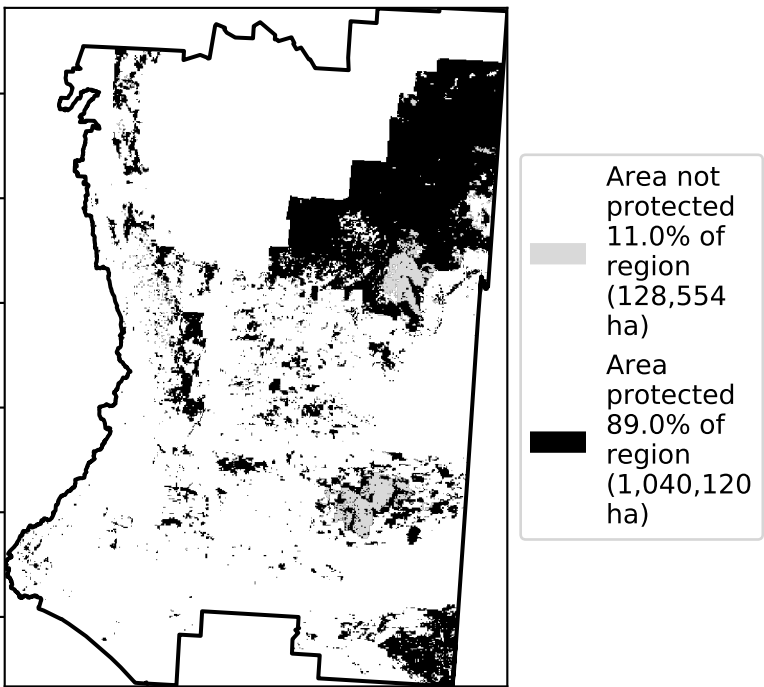 Area not
protected
11.0% of
region
(128,554
ha)
Area
protected
89.0% of
region
(1,040,120
ha)